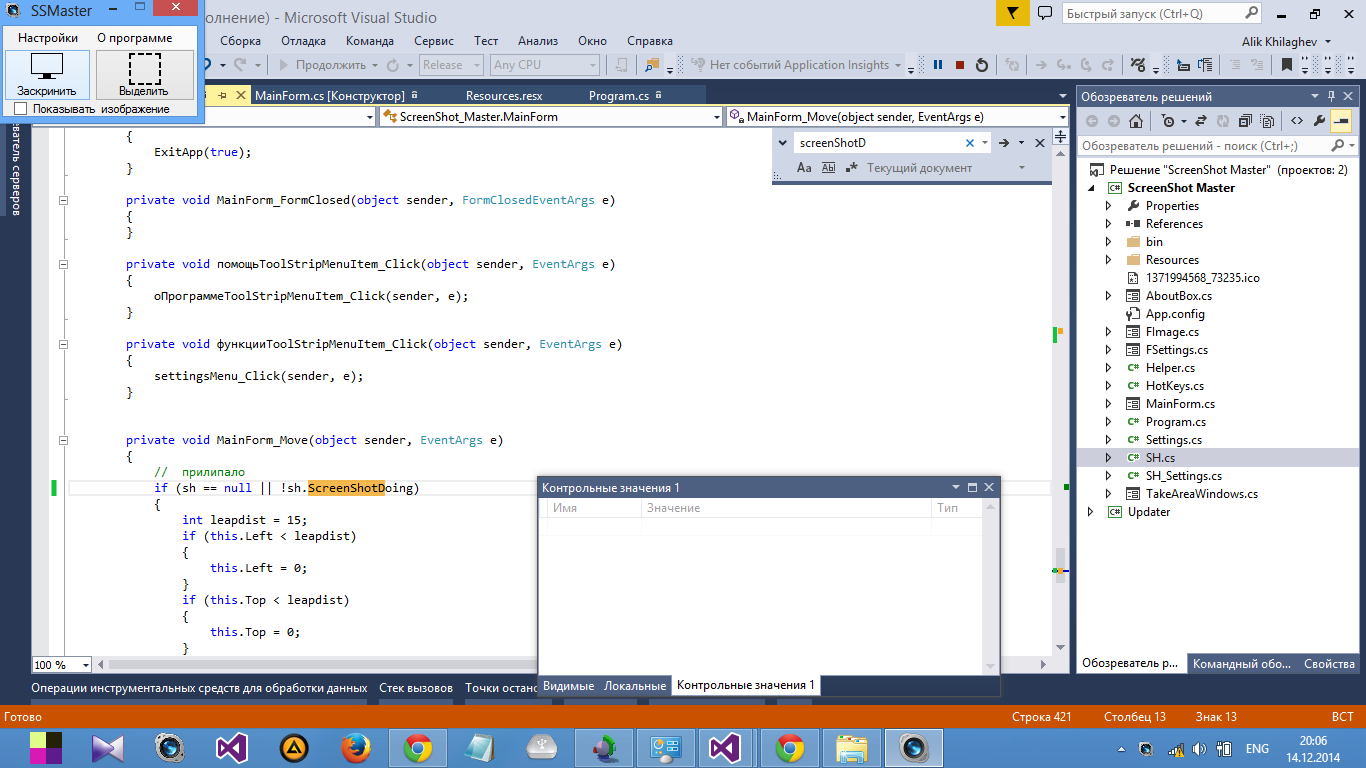 SSMaster
олнение) - Microsoft Visual Studio
Быстрый запуск (Ctrl+Q)
Настройки О программе
Сборка Отладка Команда Сервис Тест Анализ Окно Справка
Alik Khilaghev
Заскринить Выделить
Продолжить Release Any CPU Нет событий Application Insights
Показывать изображение
MainForm.cs [Конструктор] Resources.resx Program.cs
ScreenShot_Master.MainForm MainForm_Move(object sender, EventArgs e)
screenShotD
Aa Ab| .* Текущий документ
{
ExitApp(true);
}
private void MainForm_FormClosed(object sender, FormClosedEventArgs e)
{
}
private void помощьToolStripMenuItem_Click(object sender, EventArgs e)
{
оПрограммеToolStripMenuItem_Click(sender, e);
}
private void функцииToolStripMenuItem_Click(object sender, EventArgs e)
{
settingsMenu_Click(sender, e);
}
private void MainForm_Move(object sender, EventArgs e)
{
// прилипало
if (sh == null || !sh.ScreenShotDoing)
{
int leapdist = 15;
if (this.Left < leapdist)
{
this.Left = 0;
}
if (this.Top < leapdist)
{
this.Top = 0;
}
100 %
Контрольные значения 1
Имя Значение Тип
Видимые Локальные Контрольные значения 1
Обозреватель решений
Обозреватель решений - поиск (Ctrl+;)
Решение "ScreenShot Master" (проектов: 2)
ScreenShot Master
Properties
References
bin
Resources
1371994568_73235.ico
AboutBox.cs
App.config
FImage.cs
FSettings.cs
Helper.cs
HotKeys.cs
MainForm.cs
Program.cs
Settings.cs
SH.cs
SH_Settings.cs
TakeAreaWindows.cs
Updater
Обозреватель р... Командный обо... Свойства
Операции инструментальных средств для обработки данных Стек вызовов Точки остано
Готово Строка 421 Столбец 13 Знак 13 ВСТ
ENG
20:06
14.12.2014
еватель серверов